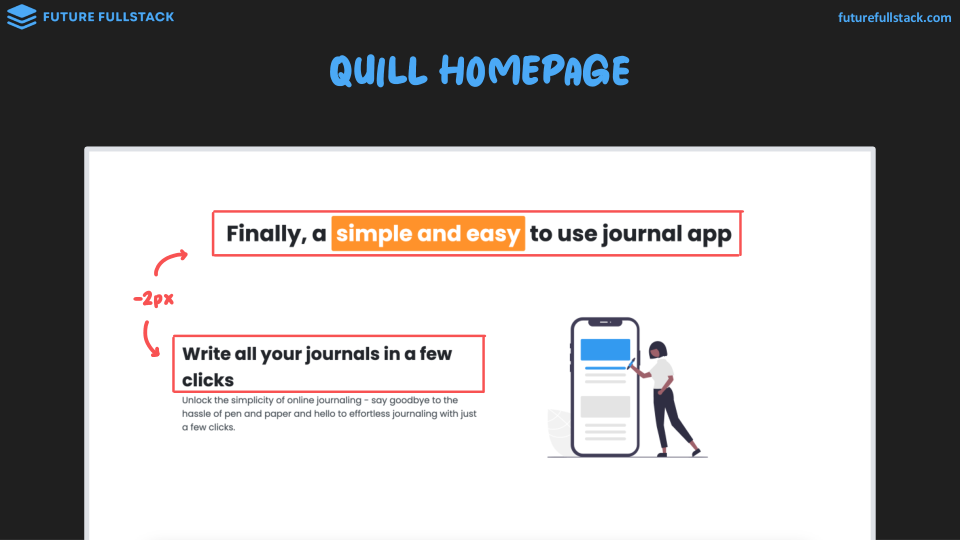 FUTURE FULLSTACK
futurefullstack.com
QUILL HOMEPAGE
Finally, a simple and easy to use journal app
-2px
Write all your journals in a few
clicks
Unlock the simplicity of online journaling - say goodbye to the
hassle of pen and paper and hello to effortless journaling with just
a few clicks.